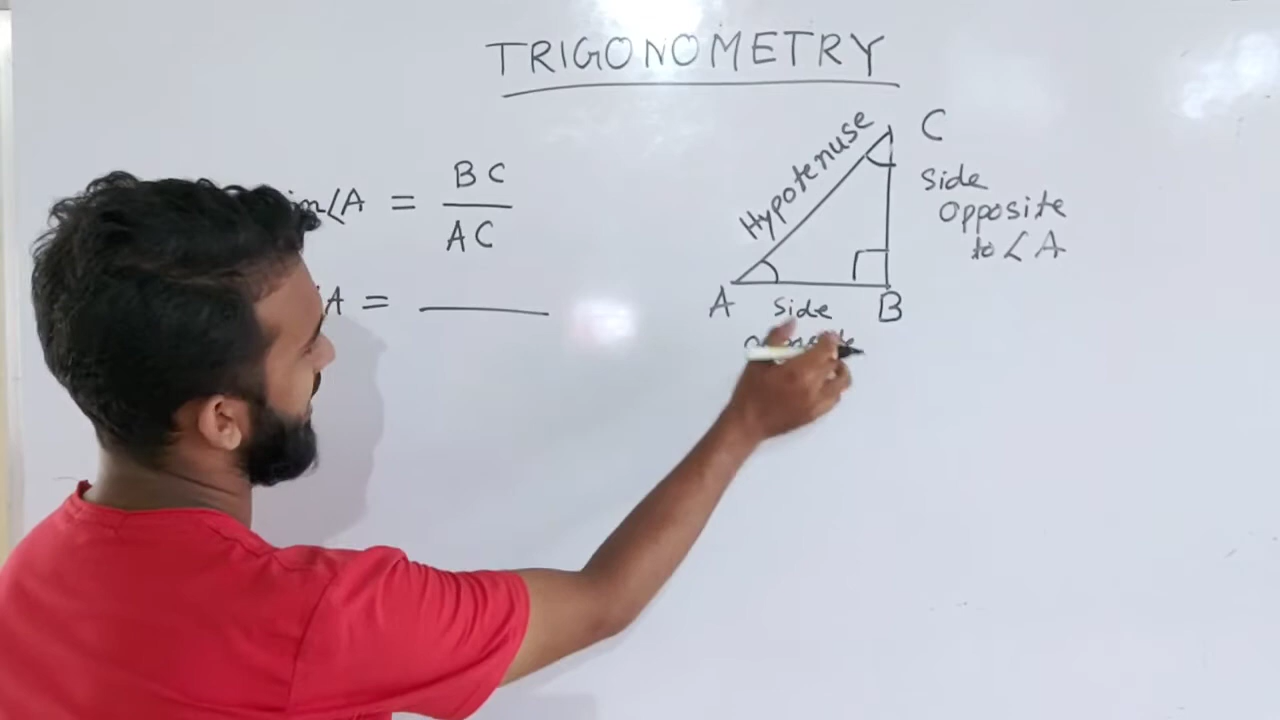 TRIGONOMETRY
C
Hypotenuse
Side
opposite
to ∠A
∠A = BC
AC
A =
A
side
B